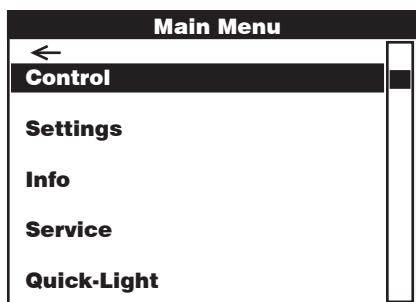 Main Menu
←
Control
Settings
Info
Service
Quick-Light